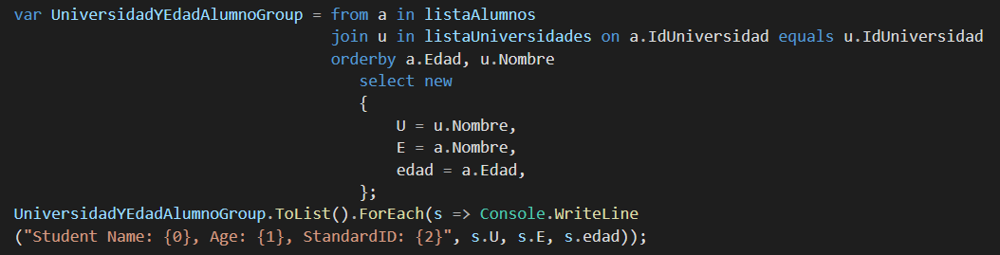 var UniversidadYEdadAlumnoGroup = from a in listaAlumnos
join u in listaUniversidades on a.IdUniversidad equals u.IdUniversidad
orderby a.Edad, u.Nombre
select new
{
U = u.Nombre,
E = a.Nombre,
edad = a.Edad,
};
UniversidadYEdadAlumnoGroup.ToList().ForEach(s => Console.WriteLine
("Student Name: {0}, Age: {1}, StandardID: {2}", s.U, s.E, s.edad));